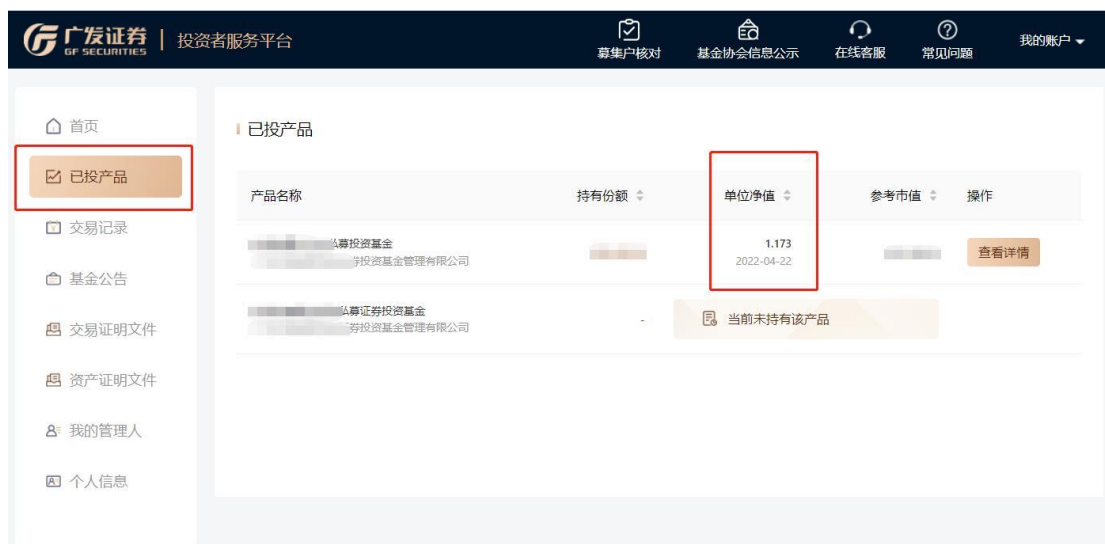 广发证券
GF SECURITIES
投资者服务平台
募集户核对
基金协会信息公示
在线客服
常见问题
我的账户
首页
已投产品
交易记录
基金公告
交易证明文件
资产证明文件
我的管理人
个人信息
已投产品
产品名称 持有份额 单位净值 参考市值 操作
私募投资基金
投资基金管理有限公司
1.173
2022-04-22
查看详情
私募证券投资基金
券投资基金管理有限公司
-
当前未持有该产品